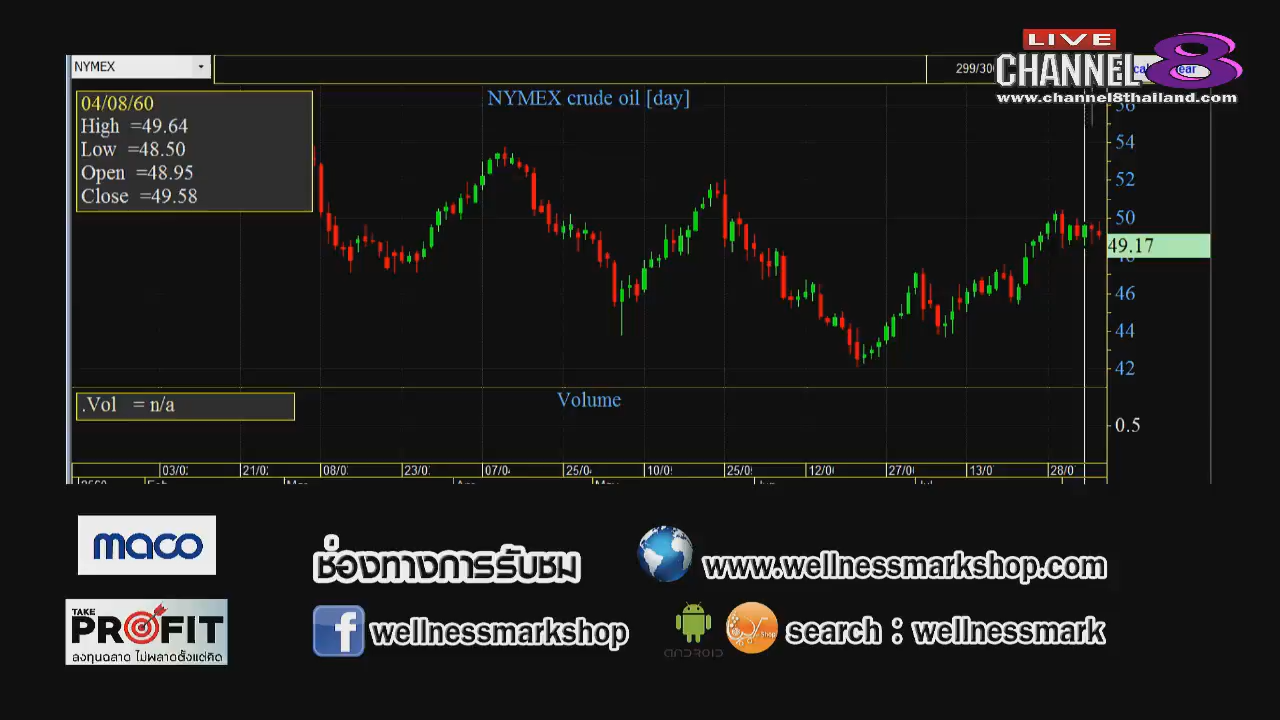 LIVE
CHANNEL 8
www.channel8thailand.com
NYMEX
NYMEX crude oil [day]
04/08/60
High =49.64
Low =48.50
Open =48.95
Close =49.58
56
54
52
50
49.17
48
46
44
42
.Vol = n/a
Volume
0.5
03/0
21/0
08/0
23/0
07/0
25/0
10/0
25/0
12/0
27/0
13/0
28/0
maco
ช่องทางการรับชม
www.wellnessmarkshop.com
TAKE
PROFIT
ลงทุนฉลาด ไม่พลาดตั้งแต่คิด
wellnessmarkshop
ANDROID
Shop
search : wellnessmark